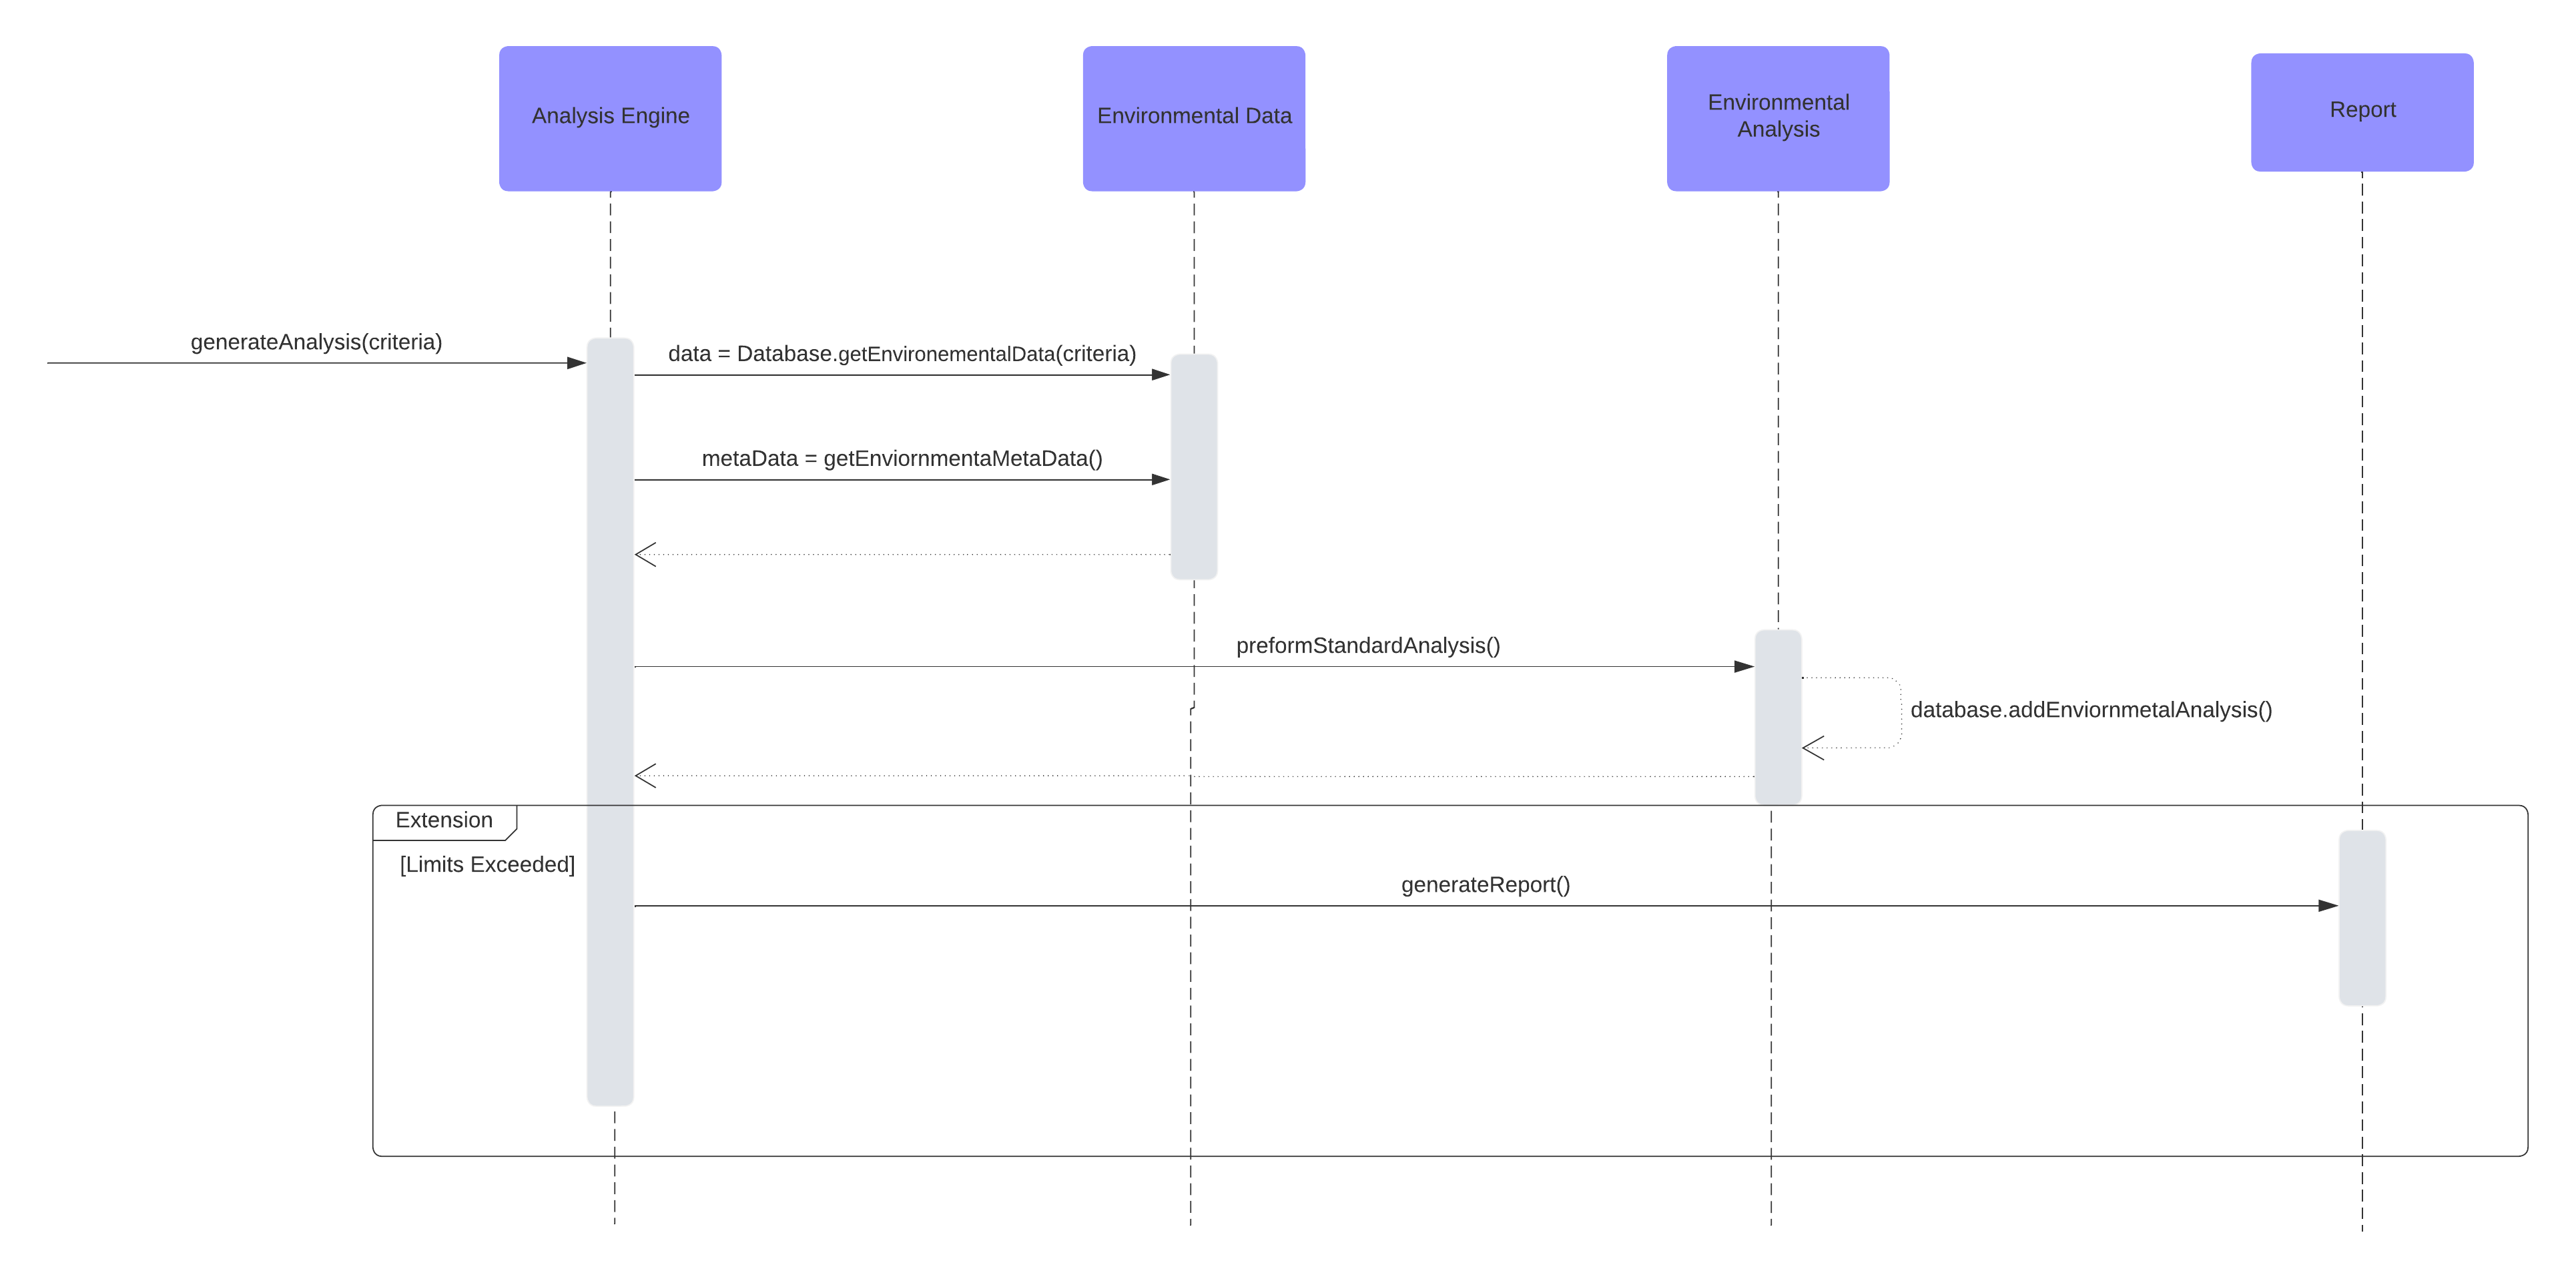 Analysis Engine
Environmental Data
Environmental
Analysis
Report
generateAnalysis(criteria)
data = Database.getEnvironementalData(criteria)
metaData = getEnviornmentaMetaData()
preformStandardAnalysis()
database.addEnviornmetalAnalysis()
Extension
[Limits Exceeded]
generateReport()